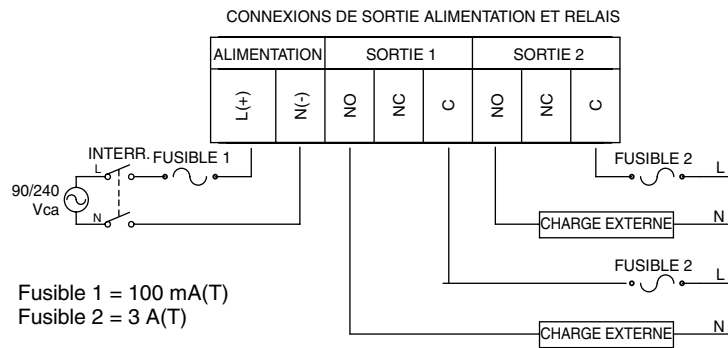 CONNEXIONS DE SORTIE ALIMENTATION ET RELAIS
ALIMENTATION SORTIE 1 SORTIE 2
L(+) N(-) NO NC C NO NC C
INTERR. FUSIBLE 1 FUSIBLE 2
L L
90/240
Vca
N CHARGE EXTERNE N
FUSIBLE 2
L
Fusible 1 = 100 mA(T)
Fusible 2 = 3 A(T)
CHARGE EXTERNE N